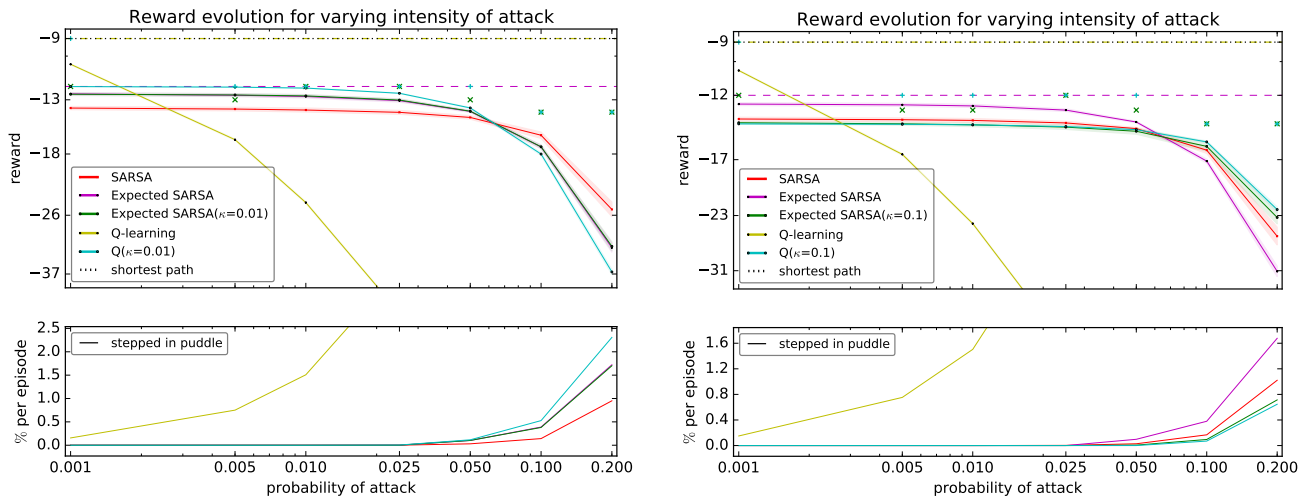 Reward evolution for varying intensity of attack
−9
−13
−18
−26
−37
reward
SARSA
Expected SARSA
Expected SARSA(κ=0.01)
Q-learning
Q(κ=0.01)
shortest path
2.5
2.0
1.5
1.0
0.5
0.0
% per episode
stepped in puddle
0.001 0.005 0.010 0.025 0.050 0.100 0.200
probability of attack
Reward evolution for varying intensity of attack
−9
−12
−17
−23
−31
reward
SARSA
Expected SARSA
Expected SARSA(κ=0.1)
Q-learning
Q(κ=0.1)
shortest path
1.6
1.2
0.8
0.4
0.0
% per episode
stepped in puddle
0.001 0.005 0.010 0.025 0.050 0.100 0.200
probability of attack